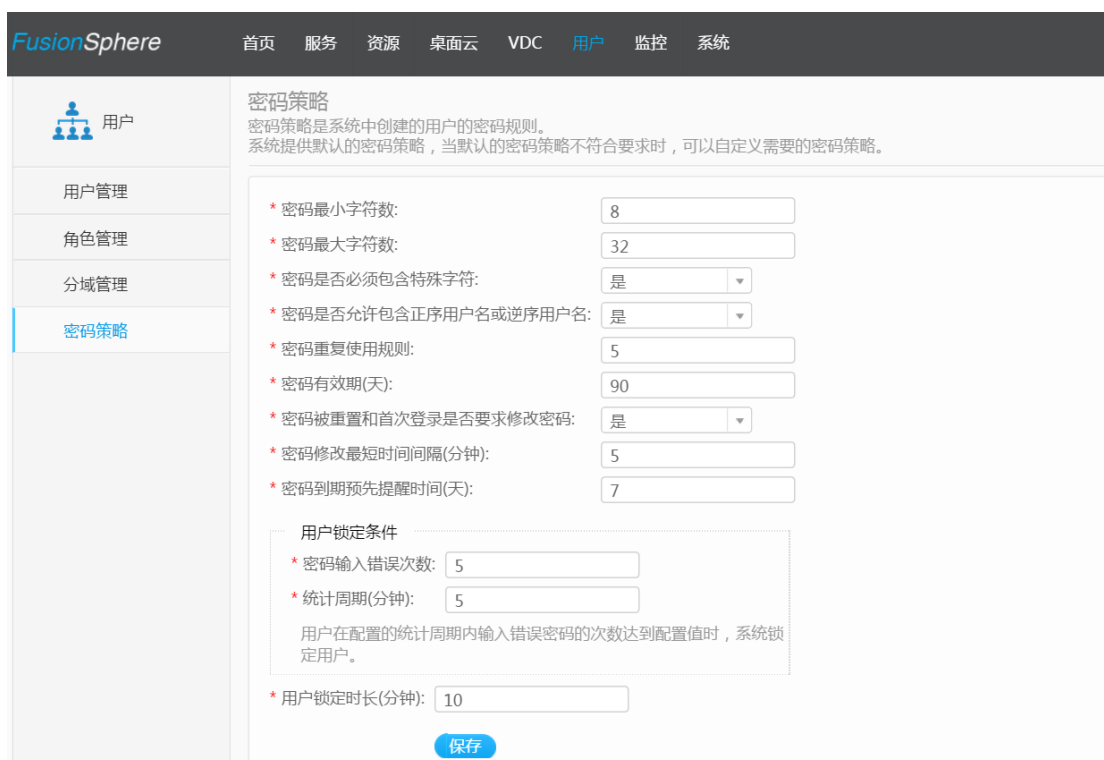 FusionSphere 首页 服务 资源 桌面云 VDC 用户 监控 系统
用户
用户管理
角色管理
分域管理
密码策略
密码策略
密码策略是系统中创建的用户的密码规则。
系统提供默认的密码策略，当默认的密码策略不符合要求时，可以自定义需要的密码策略。
* 密码最小字符数: 8
* 密码最大字符数: 32
* 密码是否必须包含特殊字符: 是
* 密码是否允许包含正序用户名或逆序用户名: 是
* 密码重复使用规则: 5
* 密码有效期(天): 90
* 密码被重置和首次登录是否要求修改密码: 是
* 密码修改最短时间间隔(分钟): 5
* 密码到期预先提醒时间(天): 7
用户锁定条件
* 密码输入错误次数: 5
* 统计周期(分钟): 5
用户在配置的统计周期内输入错误密码的次数达到配置值时，系统锁
定用户。
* 用户锁定时长(分钟): 10
保存